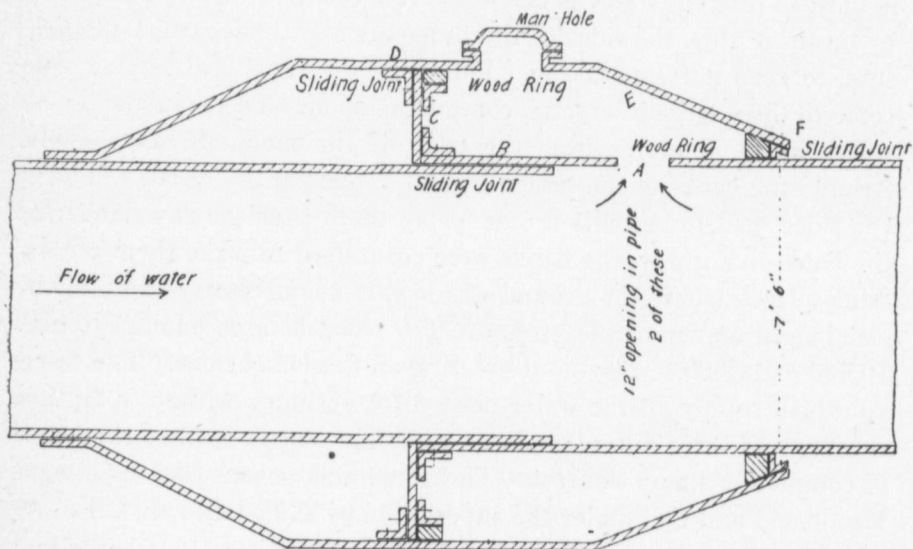 Man Hole
D
Sliding Joint
Wood Ring
E
C
F
B
Wood Ring
Sliding Joint
A
Sliding Joint
Flow of water
12" opening in pipe
2 of these
7' 6"